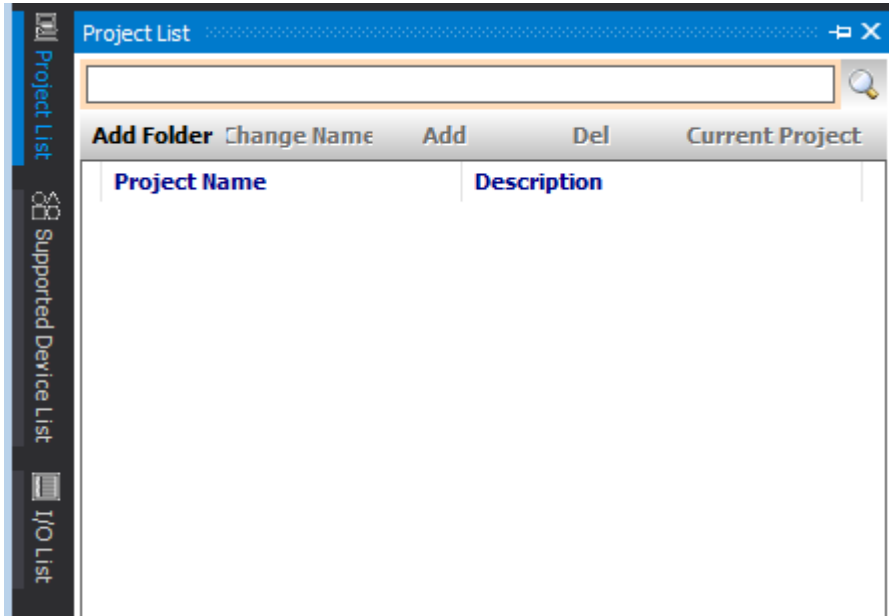 Project List
Supported Device List
I/O List
Project List
Add Folder Change Name Add Del Current Project
Project Name Description